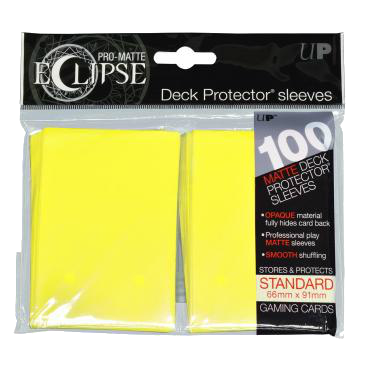 PRO-MATTE
ECLIPSE
UP
Deck Protector® sleeves
UP
100
MATTE DECK
PROTECTOR®
SLEEVES
•OPAQUE material
fully hides card back
•Professional play
MATTE sleeves
•SMOOTH shuffling
STORES & PROTECTS
STANDARD
66mm x 91mm
GAMING CARDS